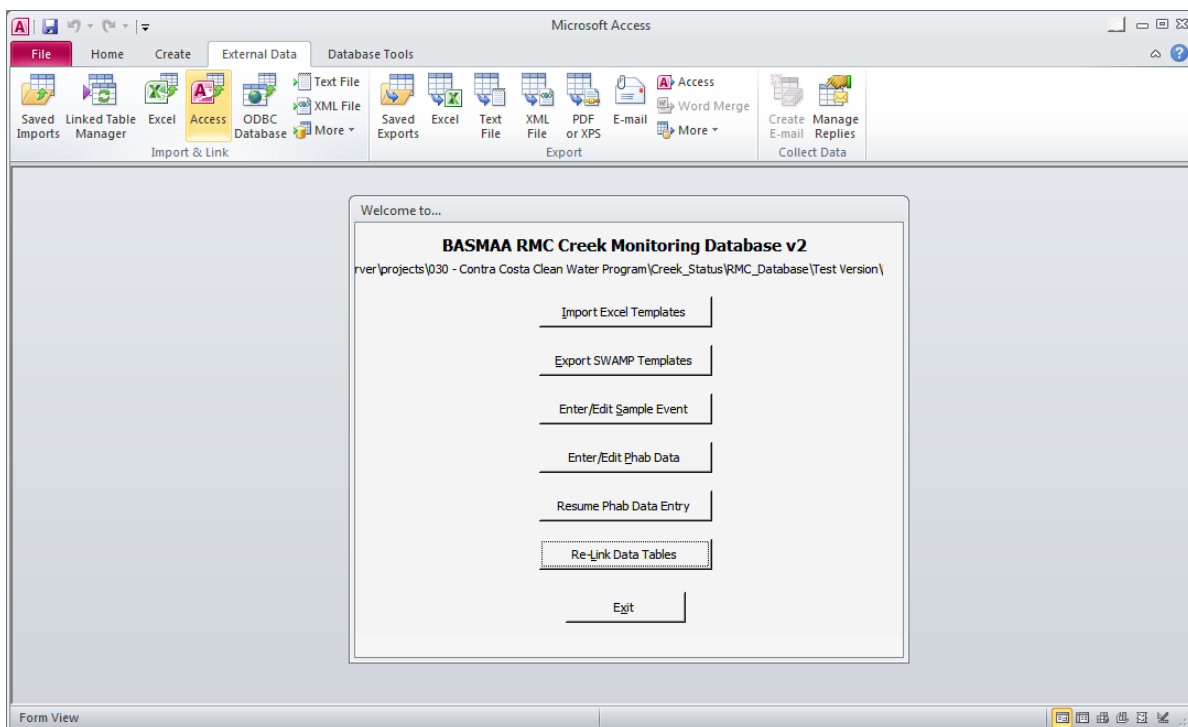 Microsoft Access
File Home Create External Data Database Tools
Saved Imports
Linked Table Manager
Excel
Access
ODBC Database
Text File
XML File
More
Import & Link
Saved Exports
Excel
Text File
XML File
PDF or XPS
E-mail
Access
Word Merge
More
Export
Create E-mail
Manage Replies
Collect Data
Welcome to...
BASMAA RMC Creek Monitoring Database v2
rver\projects\030 - Contra Costa Clean Water Program\Creek_Status\RMC_Database\Test Version\
Import Excel Templates
Export SWAMP Templates
Enter/Edit Sample Event
Enter/Edit Phab Data
Resume Phab Data Entry
Re-Link Data Tables
Exit
Form View